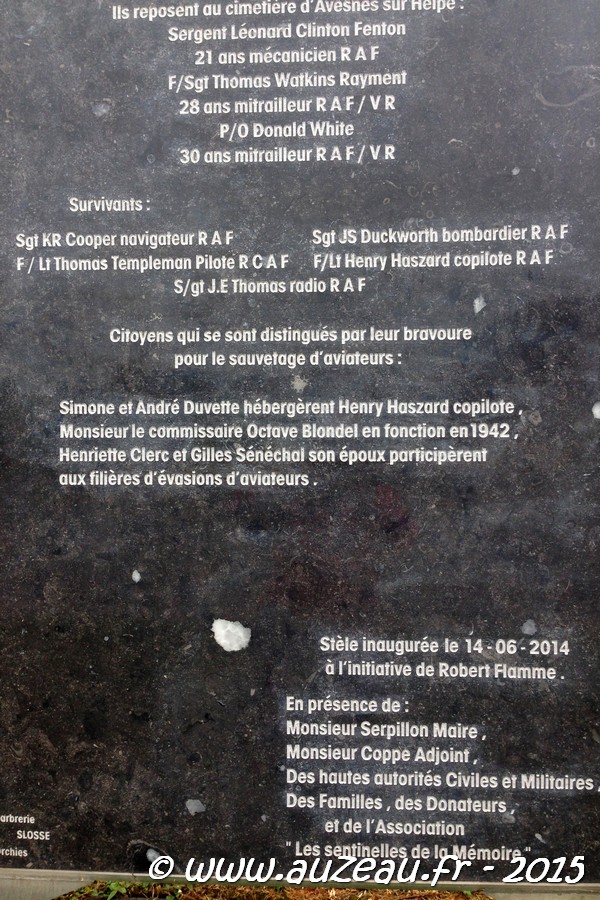 Ils reposent au cimetière d'Avesnes sur Helpe :
Sergent Léonard Clinton Fenton
21 ans mécanicien R A F
F/Sgt Thomas Watkins Rayment
28 ans mitrailleur R A F / V R
P/O Donald White
30 ans mitrailleur R A F / V R
Survivants :
Sgt KR Cooper navigateur R A F
Sgt JS Duckworth bombardier R A F
F / Lt Thomas Templeman Pilote R C A F
F/Lt Henry Haszard copilote R A F
S/gt J.E Thomas radio R A F
Citoyens qui se sont distingués par leur bravoure
pour le sauvetage d'aviateurs :
Simone et André Duvette hébergèrent Henry Haszard copilote ,
Monsieur le commissaire Octave Blondel en fonction en 1942 ,
Henriette Clerc et Gilles Sénéchal son époux participèrent
aux filières d'évasions d'aviateurs .
Stèle inaugurée le 14 - 06 - 2014
à l'initiative de Robert Flamme .
En présence de :
Monsieur Serpillon Maire ,
Monsieur Coppe Adjoint ,
Des hautes autorités Civiles et Militaires ,
Des Familles , des Donateurs ,
et de l'Association
" Les sentinelles de la Mémoire "
arbrerie
SLOSSE
rchies
© www.auzeau.fr - 2015